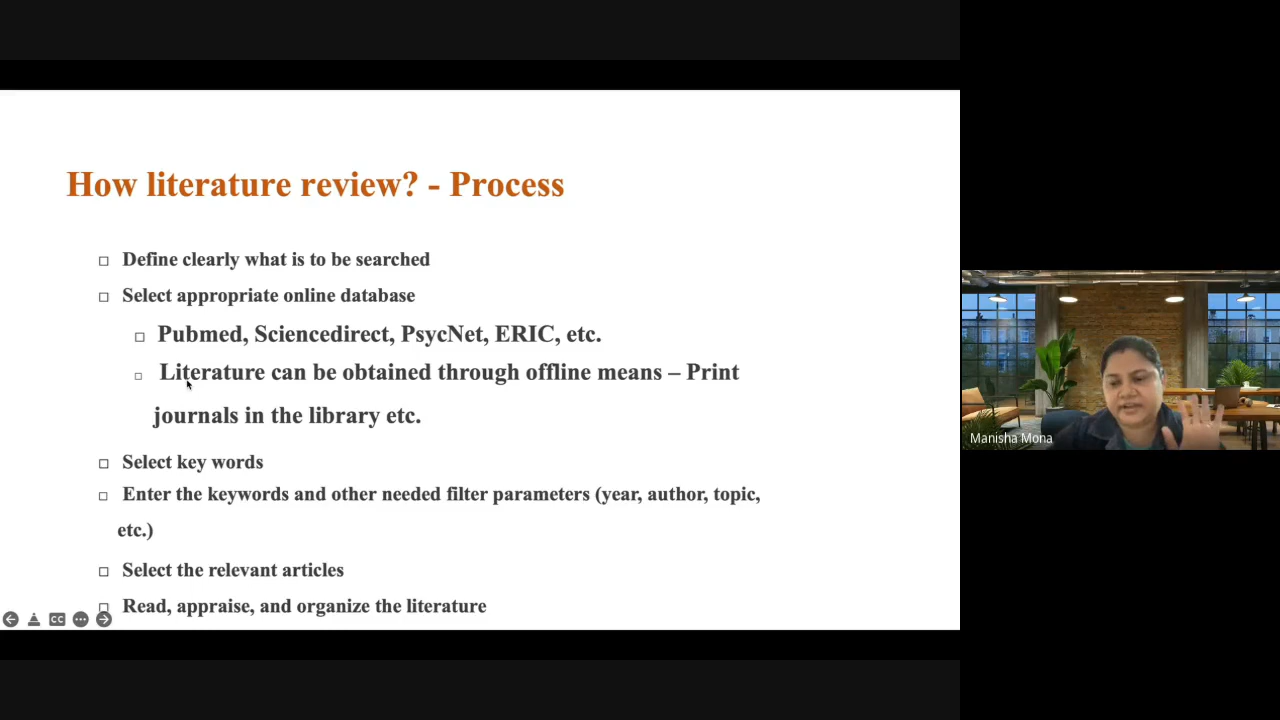 How literature review? - Process
Define clearly what is to be searched
Select appropriate online database
Pubmed, Sciencedirect, PsycNet, ERIC, etc.
Literature can be obtained through offline means – Print
journals in the library etc.
Select key words
Enter the keywords and other needed filter parameters (year, author, topic,
etc.)
Select the relevant articles
Read, appraise, and organize the literature
CC
Manisha Mona